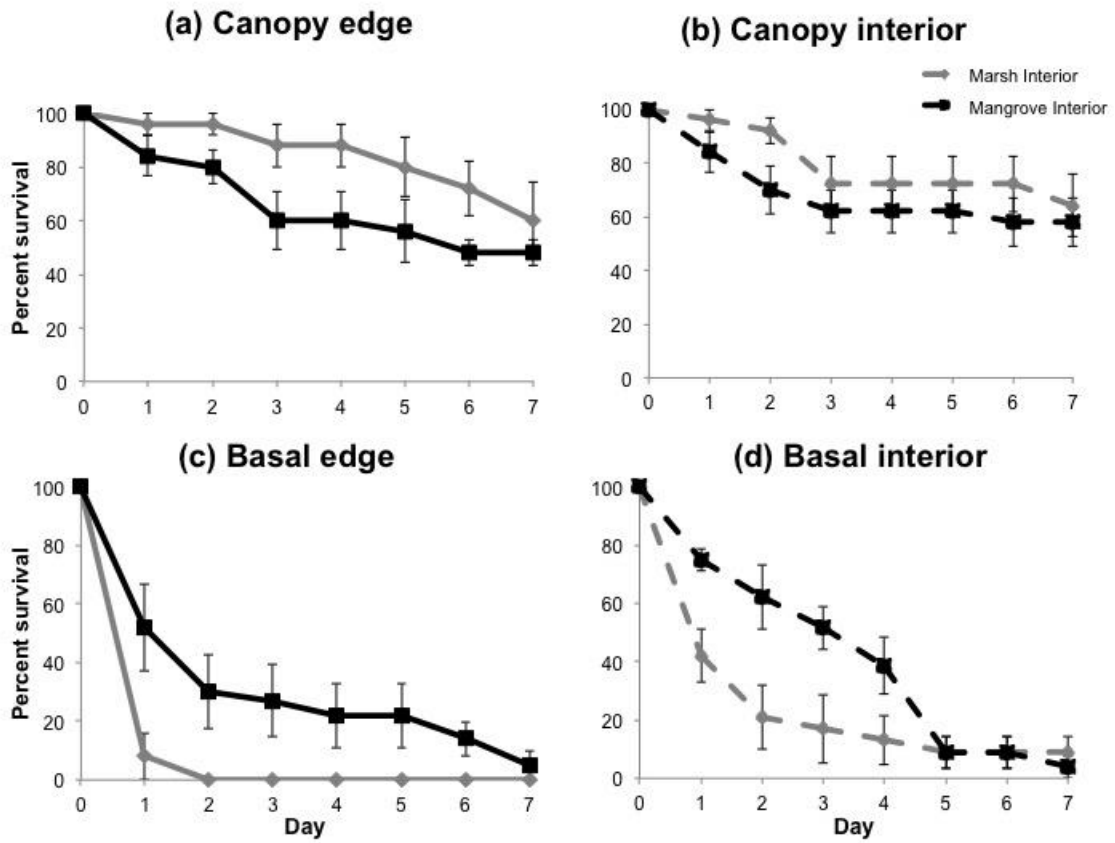 (a) Canopy edge
Percent survival
100
80
60
40
20
0
0 1 2 3 4 5 6 7
(b) Canopy interior
Marsh Interior
Mangrove Interior
100
80
60
40
20
0
0 1 2 3 4 5 6 7
(c) Basal edge
Percent survival
100
80
60
40
20
0
0 1 2 3 4 5 6 7
Day
(d) Basal interior
100
80
60
40
20
0
0 1 2 3 4 5 6 7
Day